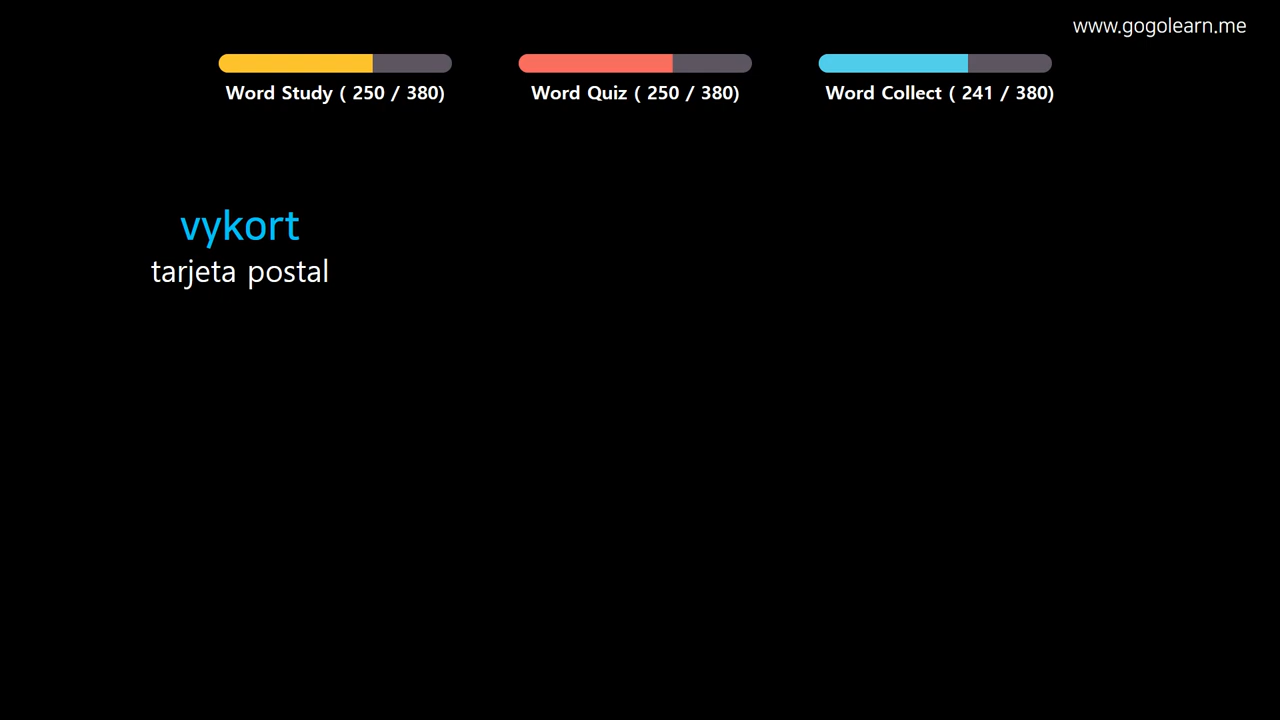 www.gogolearn.me
Word Study ( 250 / 380)
Word Quiz ( 250 / 380)
Word Collect ( 241 / 380)
vykort
tarjeta postal